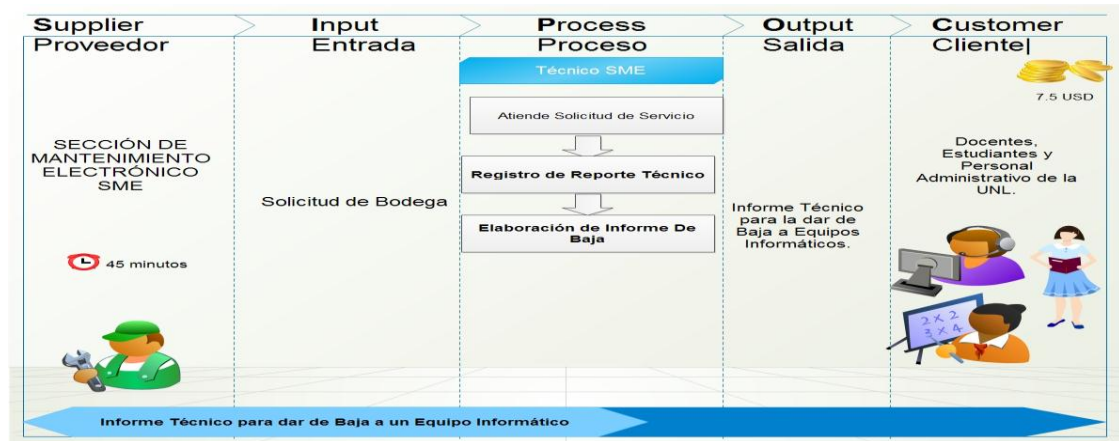 Supplier
Proveedor
Input
Entrada
Process
Proceso
Output
Salida
Customer
Cliente|
Técnico SME
7.5 USD
SECCIÓN DE
MANTENIMIENTO
ELECTRÓNICO
SME
45 minutos
Solicitud de Bodega
Atiende Solicitud de Servicio
Registro de Reporte Técnico
Elaboración de Informe De
Baja
Informe Técnico
para la dar de
Baja a Equipos
Informáticos.
Docentes,
Estudiantes y
Personal
Administrativo de la
UNL.
2 x 2
3 x 4
Informe Técnico para dar de Baja a un Equipo Informático